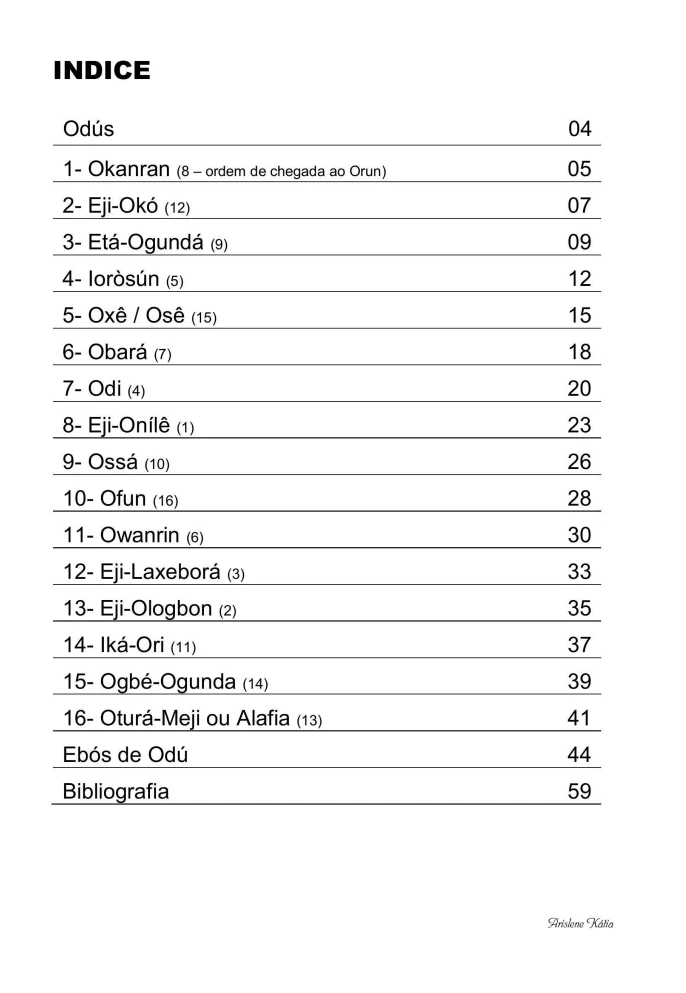 INDICE
Odús 04
1- Okanran (8 – ordem de chegada ao Orun) 05
2- Eji-Okó (12) 07
3- Etá-Ogundá (9) 09
4- Ioròsún (5) 12
5- Oxê / Osê (15) 15
6- Obará (7) 18
7- Odi (4) 20
8- Eji-Onílê (1) 23
9- Ossá (10) 26
10- Ofun (16) 28
11- Owanrin (6) 30
12- Eji-Laxeborá (3) 33
13- Eji-Ologbon (2) 35
14- Iká-Ori (11) 37
15- Ogbé-Ogunda (14) 39
16- Oturá-Meji ou Alafia (13) 41
Ebós de Odú 44
Bibliografia 59
Arislene Kátia